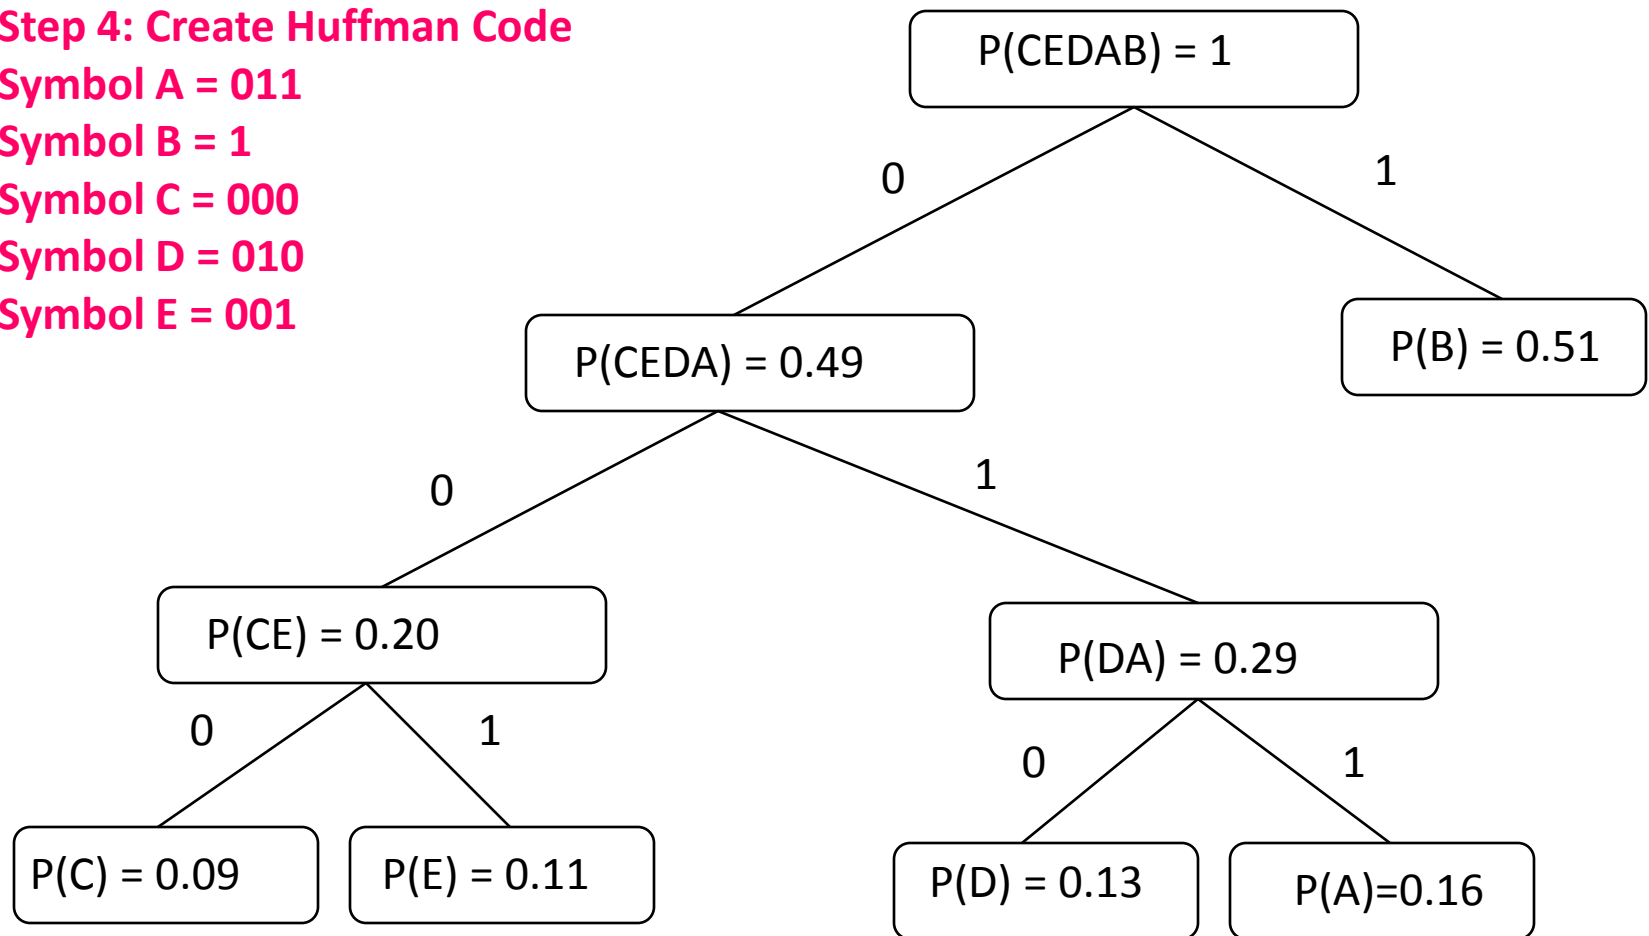 Step 4: Create Huffman Code
Symbol A = 011
Symbol B = 1
Symbol C = 000
Symbol D = 010
Symbol E = 001
P(CEDAB) = 1
0
1
P(CEDA) = 0.49
P(B) = 0.51
0
1
P(CE) = 0.20
P(DA) = 0.29
0
1
0
1
P(C) = 0.09
P(E) = 0.11
P(D) = 0.13
P(A)=0.16